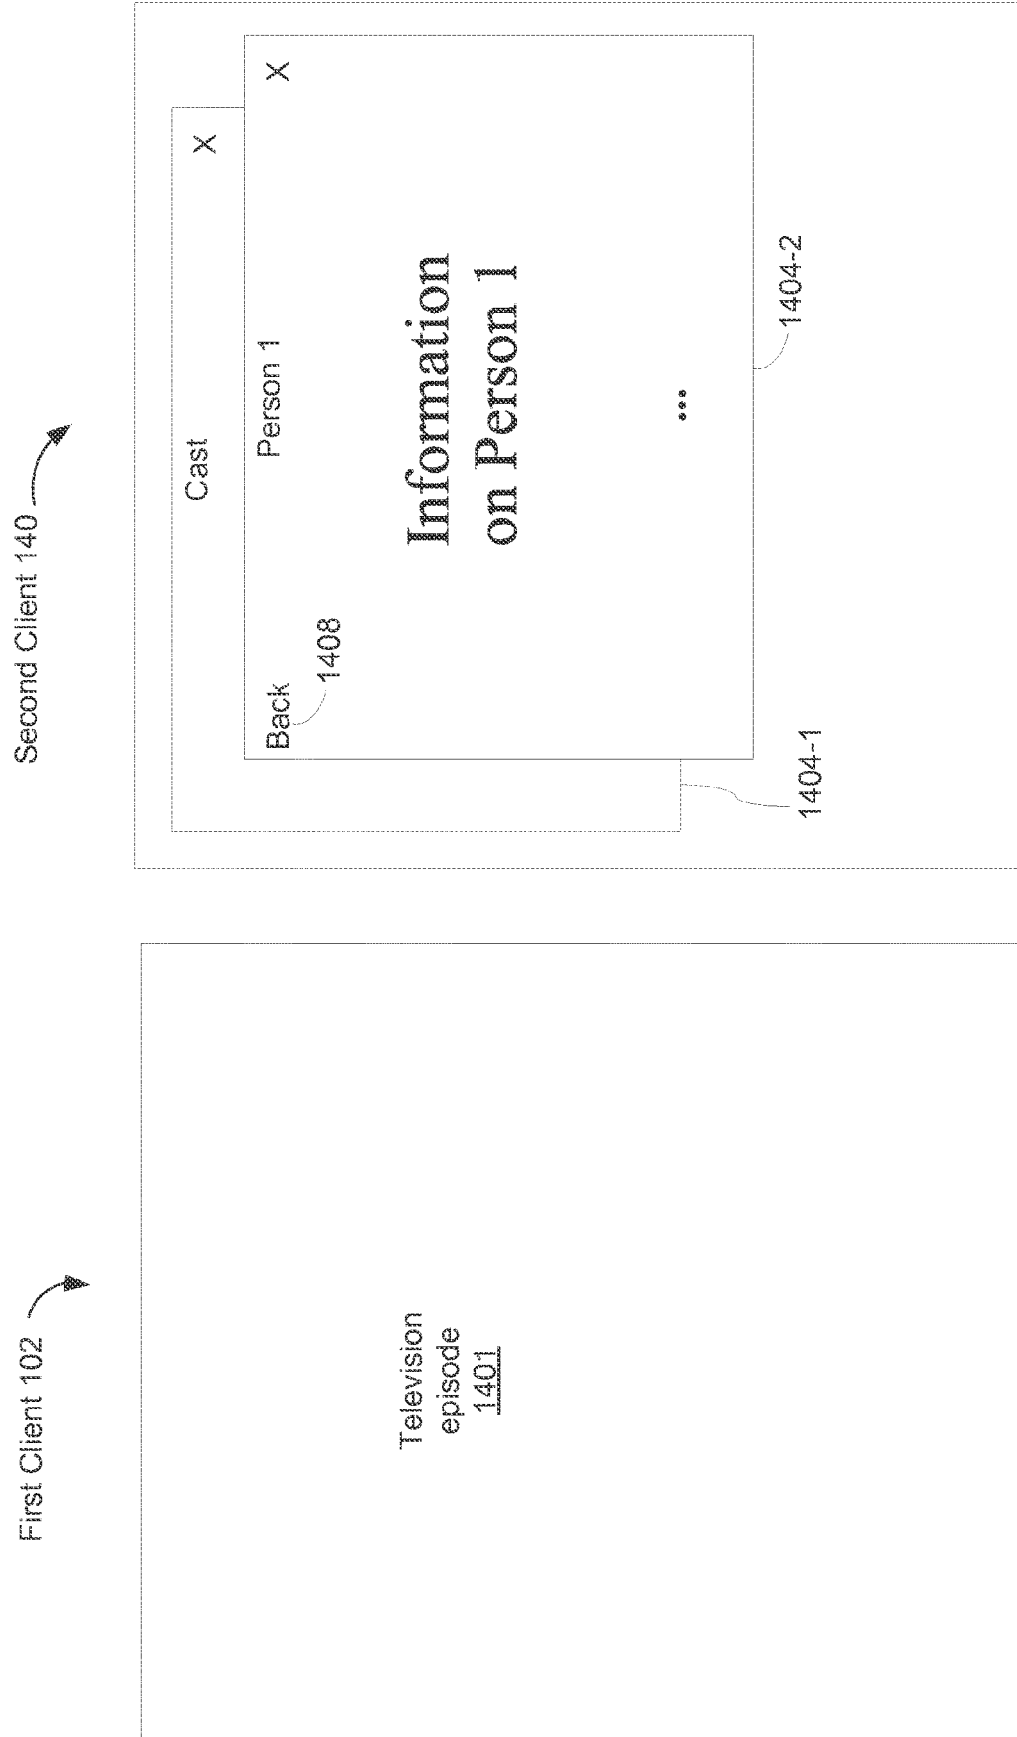 First Client 102
Television
episode
1401
Second Client 140
Cast
X
Back
Person 1
X
1408
Information
on Person 1
...
1404-1
1404-2